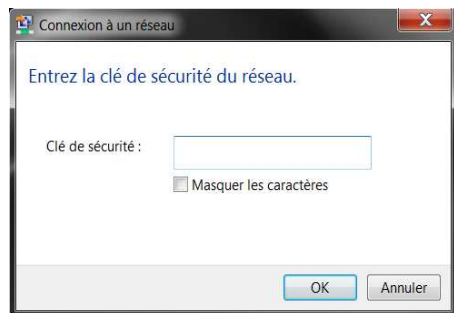 Connexion à un réseau
Entrez la clé de sécurité du réseau.
Clé de sécurité :
Masquer les caractères
OK
Annuler